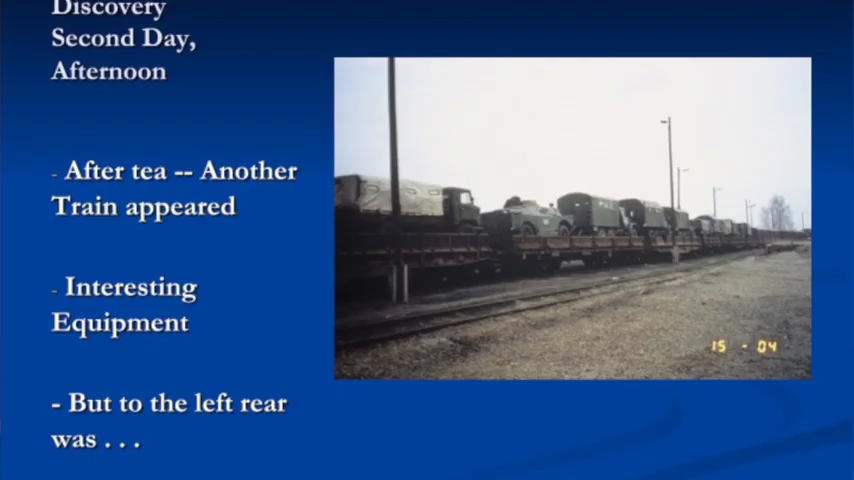 Discovery
Second Day,
Afternoon
- After tea -- Another
Train appeared
- Interesting
Equipment
- But to the left rear
was . . .
15 - 04